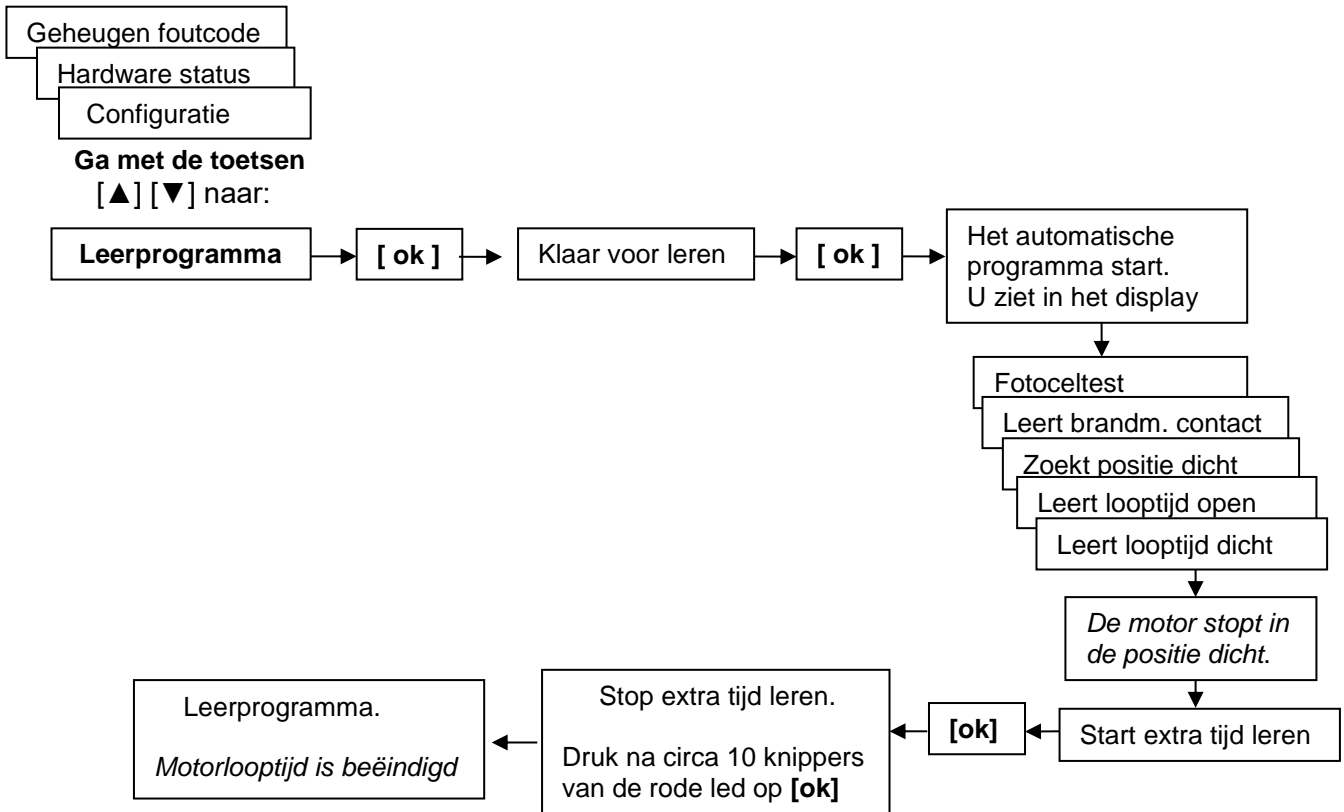 Geheugen foutcode
Hardware status
Configuratie
Ga met de toetsen
[▲] [▼] naar:
Leerprogramma
[ ok ]
Klaar voor leren
[ ok ]
Het automatische
programma start.
U ziet in het display
Fotoceltest
Leert brandm. contact
Zoekt positie dicht
Leert looptijd open
Leert looptijd dicht
De motor stopt in
de positie dicht.
Start extra tijd leren
[ok]
Stop extra tijd leren.
Druk na circa 10 knippers
van de rode led op [ok]
Leerprogramma.
Motorlooptijd is beëindigd